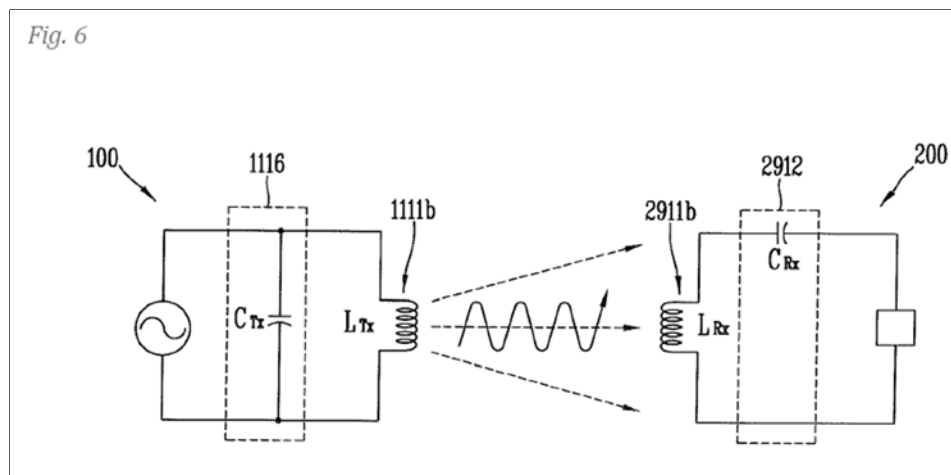 Fig. 6
100
1116
1111b
2911b
2912
200
C Rx
C Tx
L Tx
L Rx